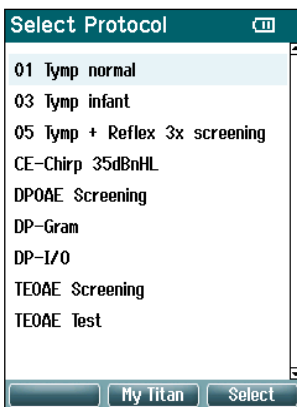 Select Protocol
01 Tymp normal
03 Tymp infant
05 Tymp + Reflex 3x screening
CE-Chirp 35dBnHL
DPOAE Screening
DP-Gram
DP-I/O
TEOAE Screening
TEOAE Test
My Titan Select